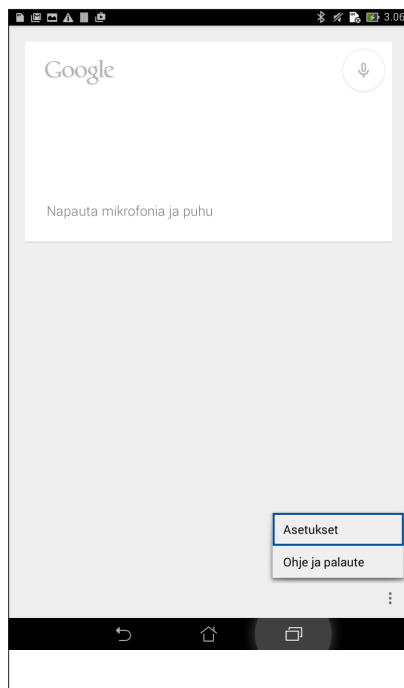 3.06
Google
Napauta mikrofonia ja puhu
Asetukset
Ohje ja palaute